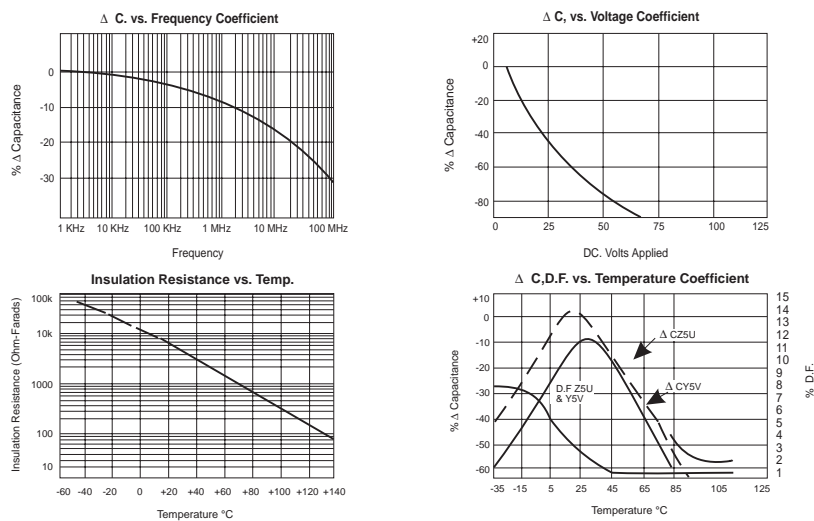 Δ C. vs. Frequency Coefficient
% Δ Capacitance
0
-10
-20
-30
1 KHz 10 KHz 100 KHz 1 MHz 10 MHz 100 MHz
Frequency
Δ C, vs. Voltage Coefficient
% Δ Capacitance
+20
0
-20
-40
-60
-80
0 25 50 75 100 125
DC. Volts Applied
Insulation Resistance vs. Temp.
Insulation Resistance (Ohm-Farads)
100k
10k
1000
100
10
-60 -40 -20 0 +20 +40 +60 +80 +100 +120 +140
Temperature °C
Δ C,D.F. vs. Temperature Coefficient
% Δ Capacitance
+10
0
-10
-20
-30
-40
-50
-60
Δ CZ5U
Δ CY5V
D.F Z5U
& Y5V
15
14
13
12
11
10
9
8
7
6
5
4
3
2
1
% D.F.
-35 -15 5 25 45 65 85 105 125
Temperature °C